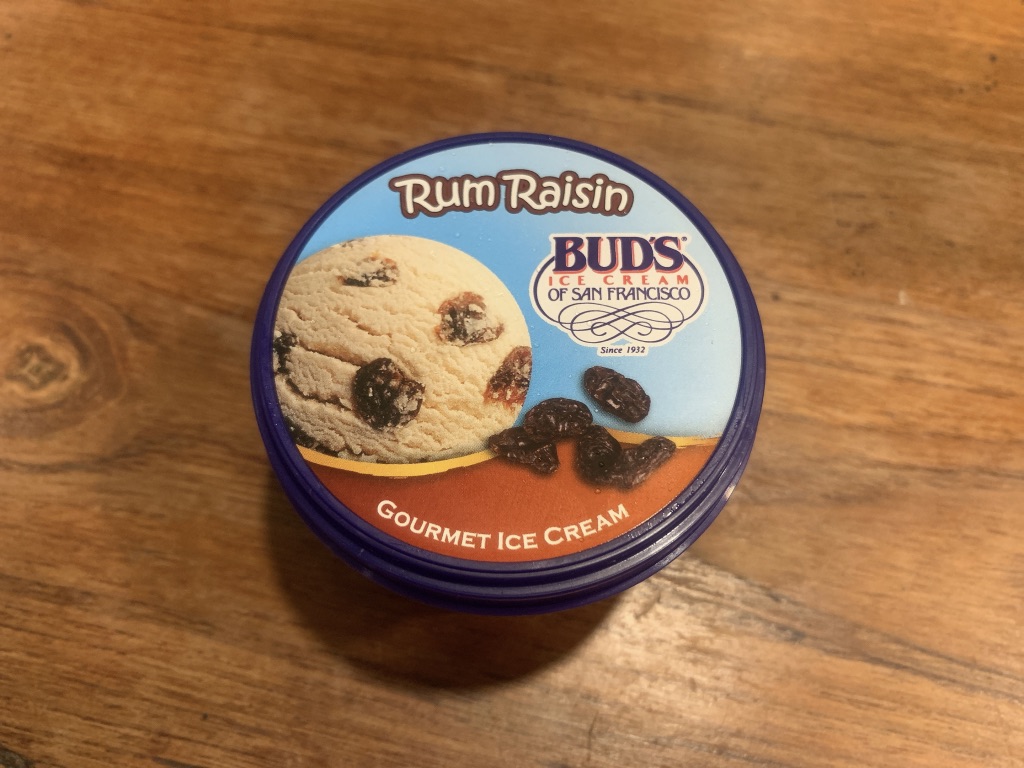 Rum Raisin
BUD'S®
ICE CREAM
OF SAN FRANCISCO
Since 1932
GOURMET ICE CREAM